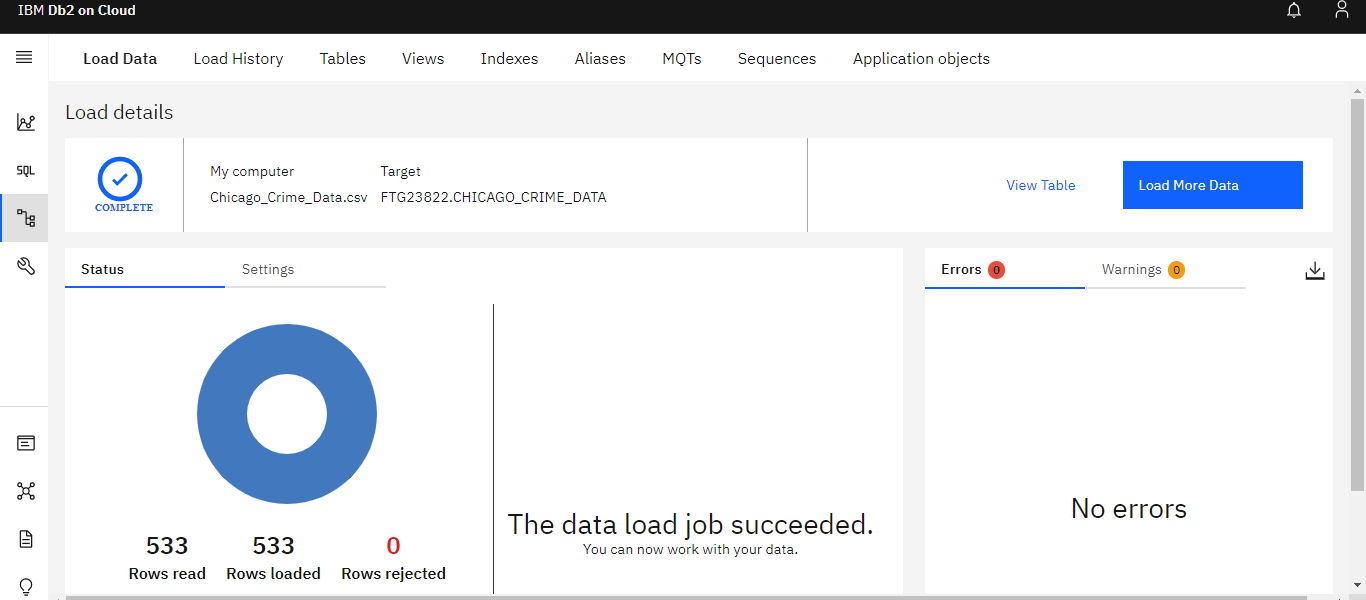 IBM Db2 on Cloud
Load Data Load History Tables Views Indexes Aliases MQTs Sequences Application objects
SQL
Load details
COMPLETE
My computer Target
Chicago_Crime_Data.csv FTG23822.CHICAGO_CRIME_DATA
View Table
Load More Data
Status Settings
Errors 0 Warnings 0
533 533 0
Rows read Rows loaded Rows rejected
The data load job succeeded.
You can now work with your data.
No errors